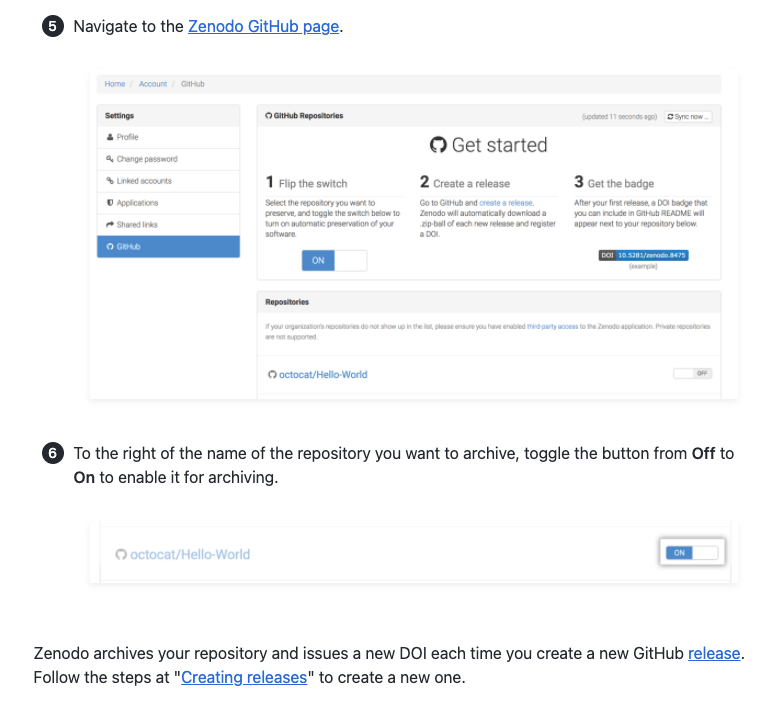 5 Navigate to the Zenodo GitHub page.
Home / Account / GitHub
Settings
Profile
Change password
Linked accounts
Applications
Shared links
GitHub
GitHub Repositories
(updated 11 seconds ago) Sync now ...
Get started
1 Flip the switch
Select the repository you want to
preserve, and toggle the switch below to
turn on automatic preservation of your
software.
ON
2 Create a release
Go to GitHub and create a release.
Zenodo will automatically download a
.zip-ball of each new release and register
a DOI.
3 Get the badge
After your first release, a DOI badge that
you can include in GitHub README will
appear next to your repository below.
DOI 10.5281/zenodo.8475
(example)
Repositories
If your organization's repositories do not show up in the list, please ensure you have enabled third-party access to the Zenodo application. Private repositories
are not supported.
octocat/Hello-World OFF
6 To the right of the name of the repository you want to archive, toggle the button from Off to
On to enable it for archiving.
octocat/Hello-World ON
Zenodo archives your repository and issues a new DOI each time you create a new GitHub release.
Follow the steps at "Creating releases" to create a new one.